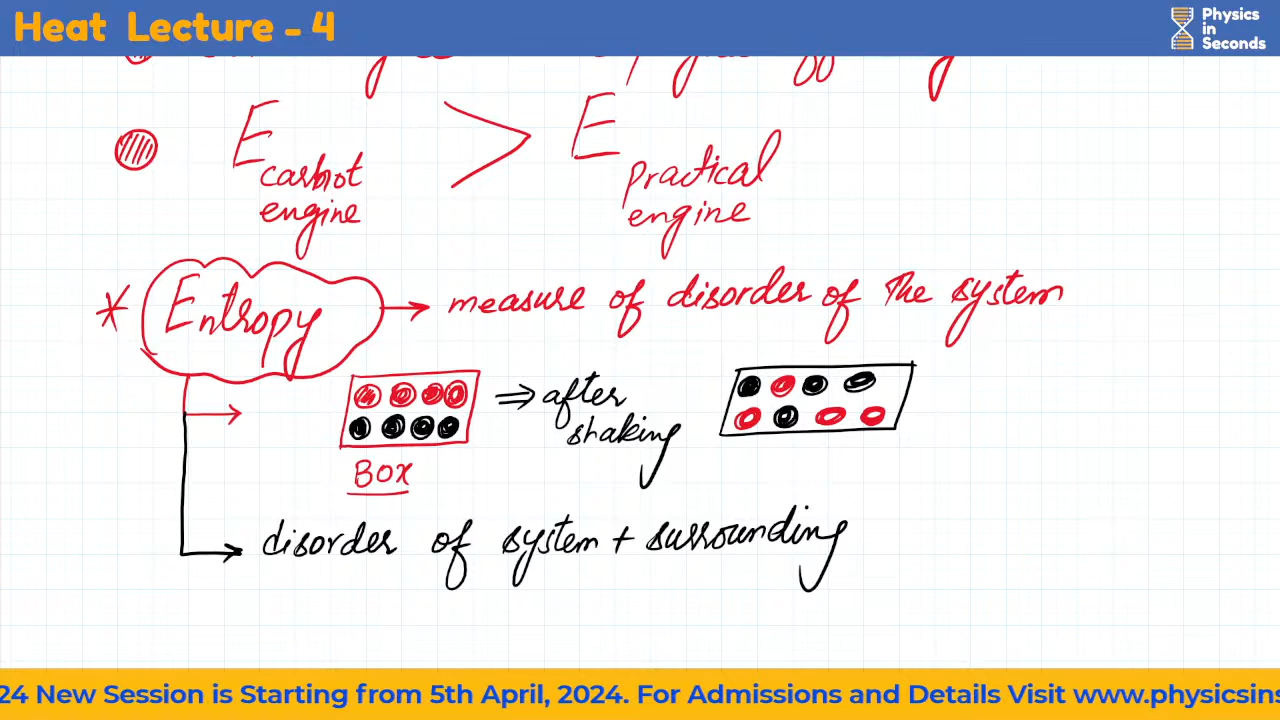 Heat Lecture - 4
Physics
in
Seconds
E carnot engine > E practical engine
* Entropy → measure of disorder of the system
⇒ after
shaking
BOX
disorder of system + surrounding
24 New Session is Starting from 5th April, 2024. For Admissions and Details Visit www.physicsins